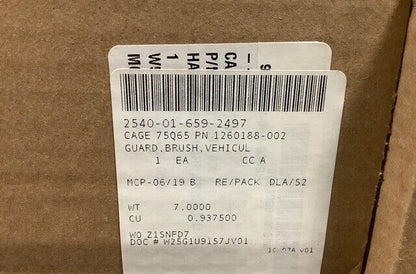 2540-01-659-2497
CAGE 75Q65 PN 1260188-002
GUARD,BRUSH,VEHICUL
1 EA CC A
MCP-06/19 B RE/PACK DLA/S2
WT 7.0000
CU 0.937500
WO Z1SNFD7
DOC # W25G1U9157JV01